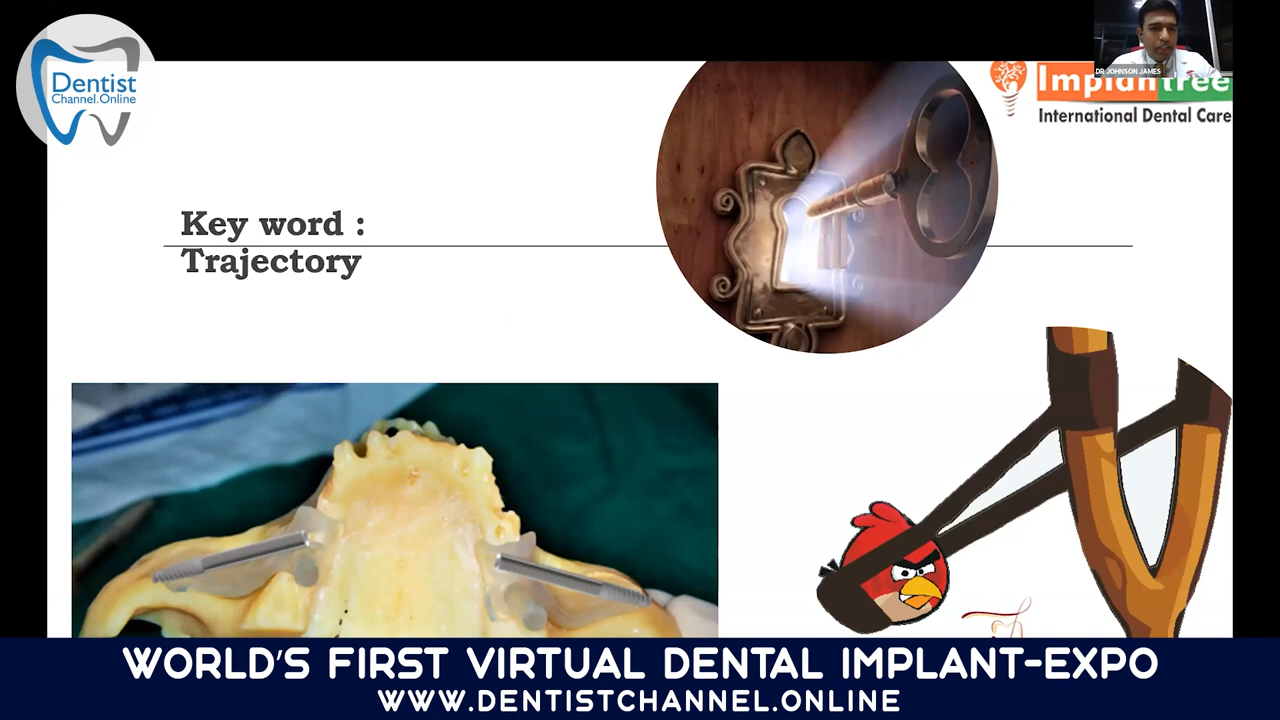 Dentist
Channel.Online
DR JOHNSON JAMES
Implantree
International Dental Care
Key word :
Trajectory
WORLD'S FIRST VIRTUAL DENTAL IMPLANT-EXPO
WWW.DENTISTCHANNEL.ONLINE